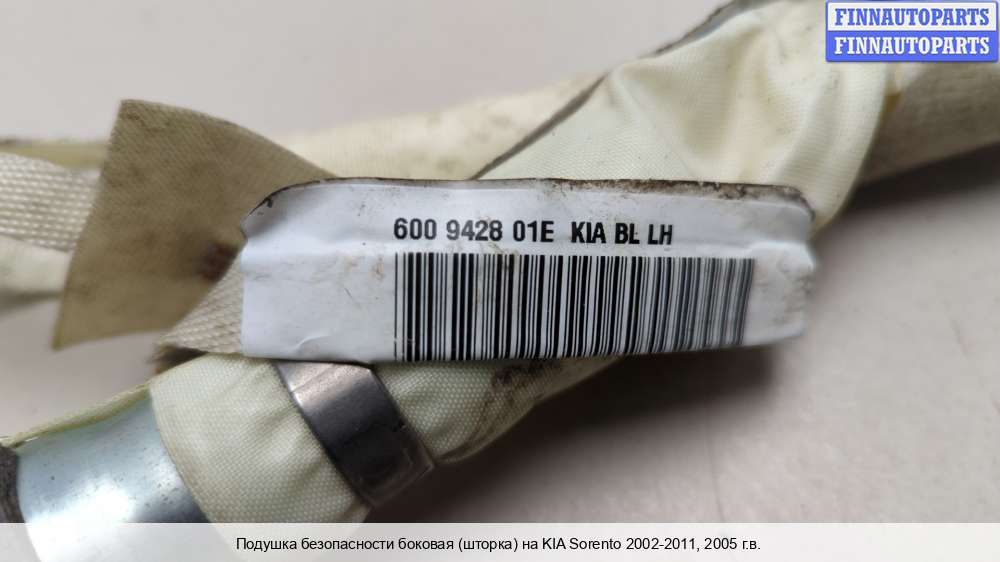 FINNAUTOPARTS
FINNAUTOPARTS
600 9428 01E KIA BL LH
Подушка безопасности боковая (шторка) на KIA Sorento 2002-2011, 2005 г.в.